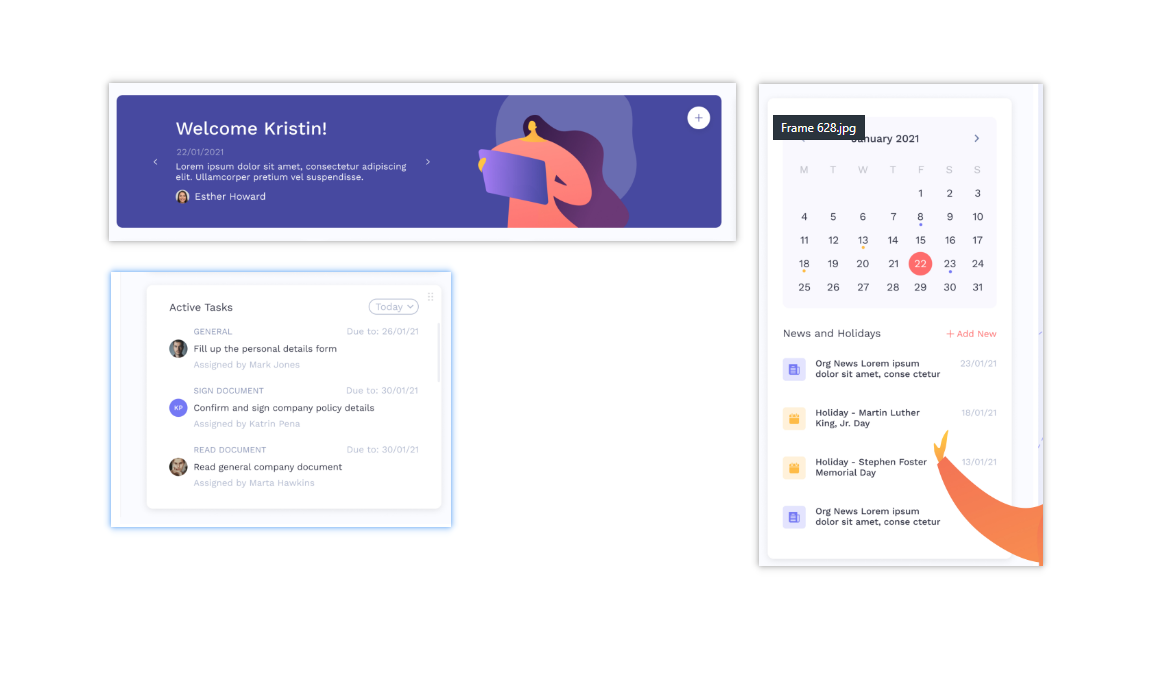 Welcome Kristin!
22/01/2021
Lorem ipsum dolor sit amet, consectetur adipiscing
elit. Ullamcorper pretium vel suspendisse.
Esther Howard
Active Tasks
Today
GENERAL
Due to: 26/01/21
Fill up the personal details form
Assigned by Mark Jones
SIGN DOCUMENT
Due to: 30/01/21
KP
Confirm and sign company policy details
Assigned by Katrin Pena
READ DOCUMENT
Due to: 30/01/21
Read general company document
Assigned by Marta Hawkins
Frame 628.jpg
January 2021
M T W T F S S
1 2 3
4 5 6 7 8 9 10
11 12 13 14 15 16 17
18 19 20 21 22 23 24
25 26 27 28 29 30 31
News and Holidays
+ Add New
Org News Lorem ipsum
dolor sit amet, conse ctetur
23/01/21
Holiday - Martin Luther
King, Jr. Day
18/01/21
Holiday - Stephen Foster
Memorial Day
13/01/21
Org News Lorem ipsum
dolor sit amet, conse ctetur